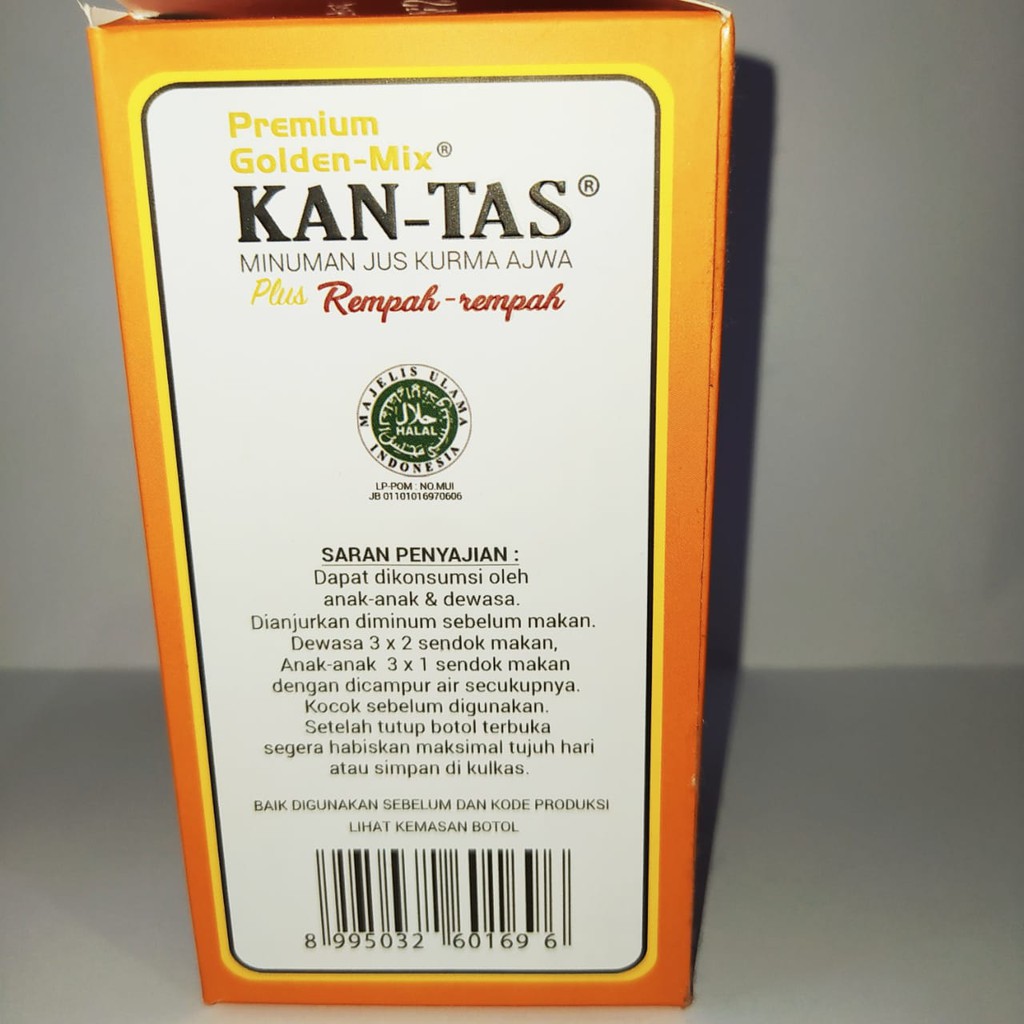 Premium
Golden-Mix®
KAN-TAS®
MINUMAN JUS KURMA AJWA
Plus Rempah-rempah
MAJELIS ULAMA
حلال
HALAL
INDONESIA
LP-POM : NO.MUI
JB 01101016970606
SARAN PENYAJIAN :
Dapat dikonsumsi oleh
anak-anak & dewasa.
Dianjurkan diminum sebelum makan.
Dewasa 3 x 2 sendok makan,
Anak-anak 3 x 1 sendok makan
dengan dicampur air secukupnya.
Kocok sebelum digunakan.
Setelah tutup botol terbuka
segera habiskan maksimal tujuh hari
atau simpan di kulkas.
BAIK DIGUNAKAN SEBELUM DAN KODE PRODUKSI
LIHAT KEMASAN BOTOL
8 995032 601696